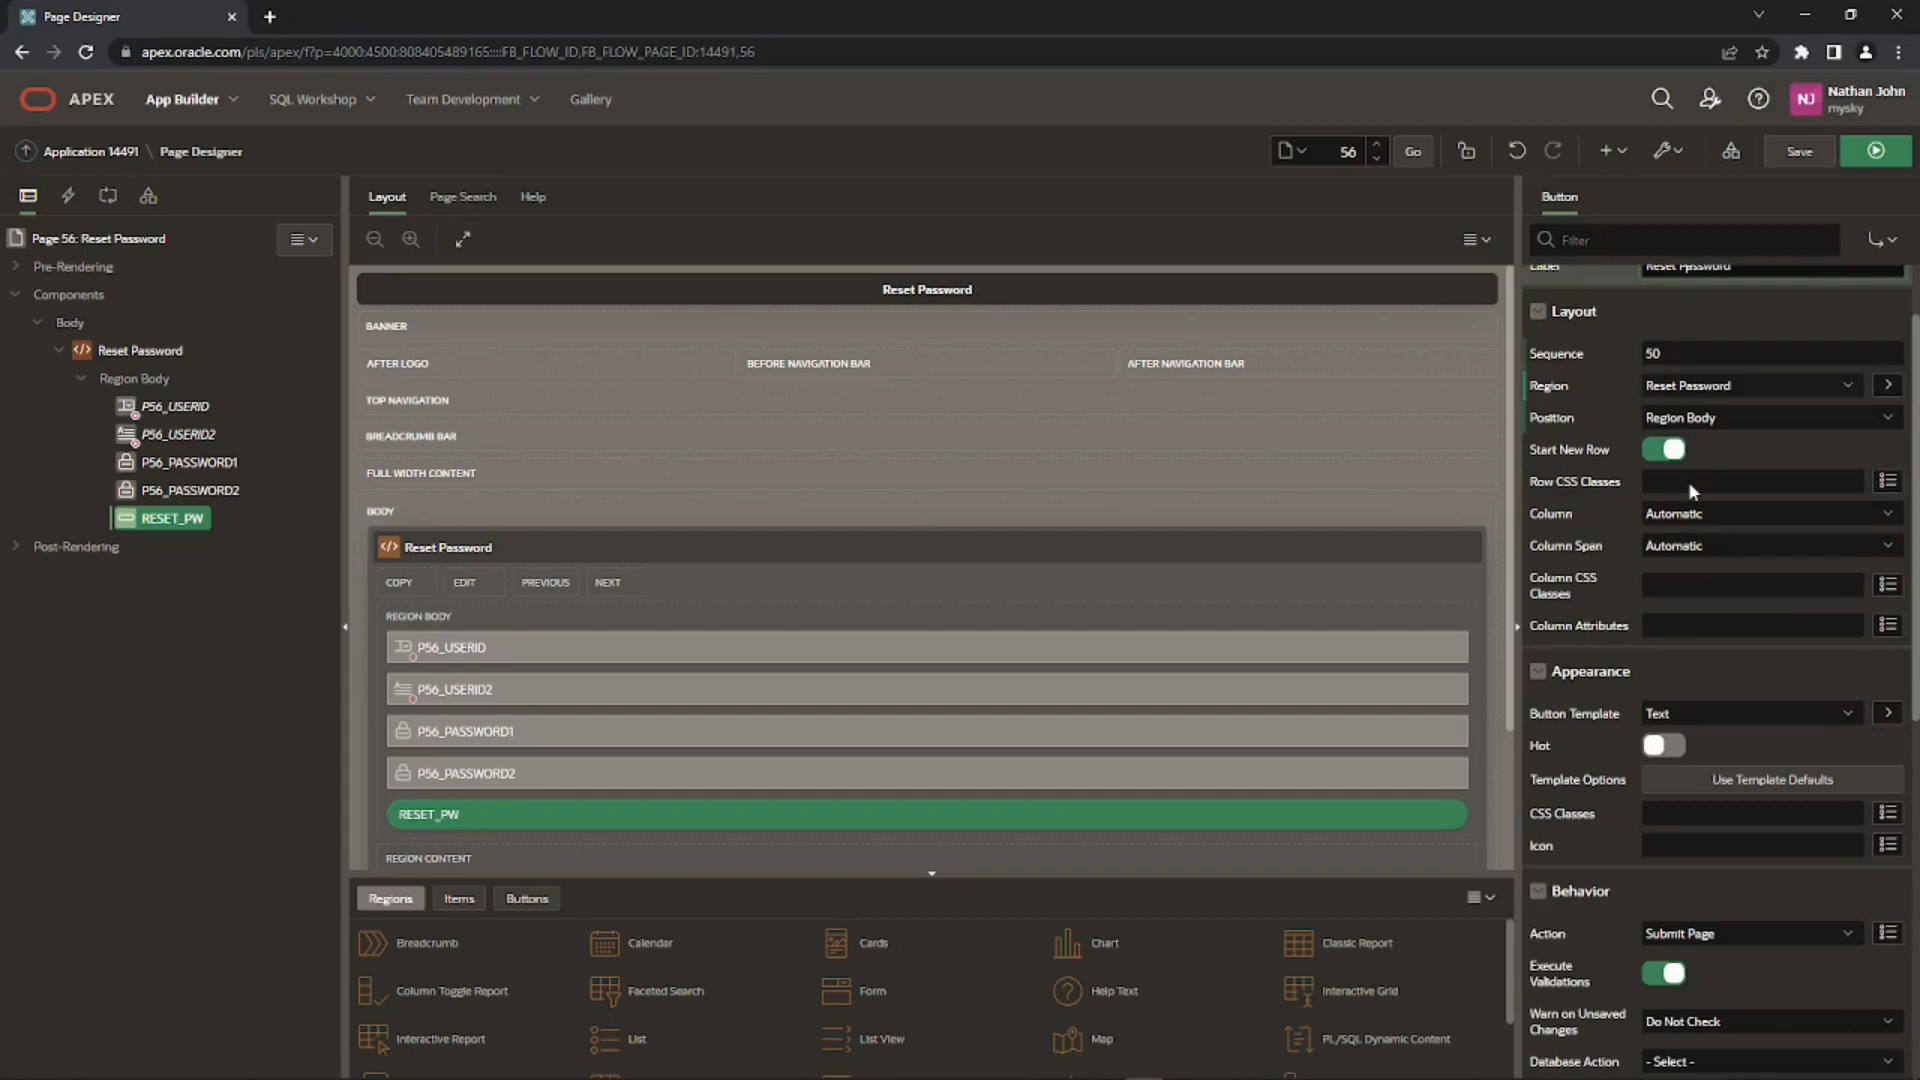 Page Designer
apex.oracle.com/pls/apex/f?p=4000:4500:808405489165::::FB_FLOW_ID,FB_FLOW_PAGE_ID:14491,56
APEX
App Builder
SQL Workshop
Team Development
Gallery
NJ
Nathan John
mysky
Application 14491 \ Page Designer
56
Go
Save
Layout
Page Search
Help
Button
Page 56: Reset Password
Filter
Pre-Rendering
Components
Body
Reset Password
Region Body
P56_USERID
P56_USERID2
P56_PASSWORD1
P56_PASSWORD2
RESET_PW
Post-Rendering
Reset Password
BANNER
AFTER LOGO
BEFORE NAVIGATION BAR
AFTER NAVIGATION BAR
TOP NAVIGATION
BREADCRUMB BAR
FULL WIDTH CONTENT
BODY
Reset Password
COPY
EDIT
PREVIOUS
NEXT
REGION BODY
P56_USERID
P56_USERID2
P56_PASSWORD1
P56_PASSWORD2
RESET_PW
REGION CONTENT
Regions
Items
Buttons
Breadcrumb
Calendar
Cards
Chart
Classic Report
Column Toggle Report
Faceted Search
Form
Help Text
Interactive Grid
Interactive Report
List
List View
Map
PL/SQL Dynamic Content
Label Reset Password
Layout
Sequence 50
Region Reset Password
Position Region Body
Start New Row
Row CSS Classes
Column Automatic
Column Span Automatic
Column CSS
Classes
Column Attributes
Appearance
Button Template Text
Hot
Template Options Use Template Defaults
CSS Classes
Icon
Behavior
Action Submit Page
Execute
Validations
Warn on Unsaved
Changes
Do Not Check
Database Action - Select -